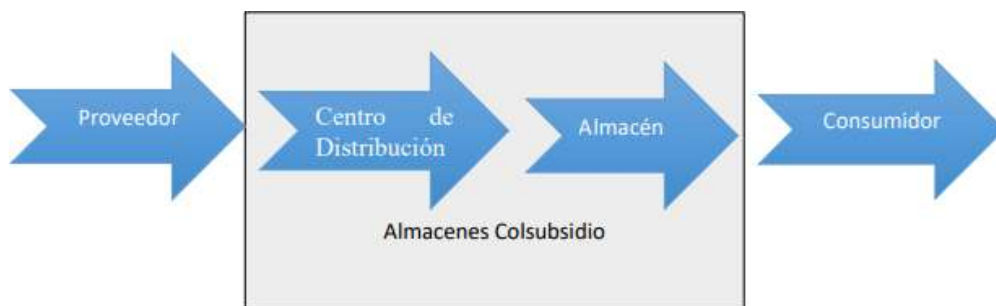 Proveedor
Centro de
Distribución
Almacén
Consumidor
Almacenes Colsubsidio